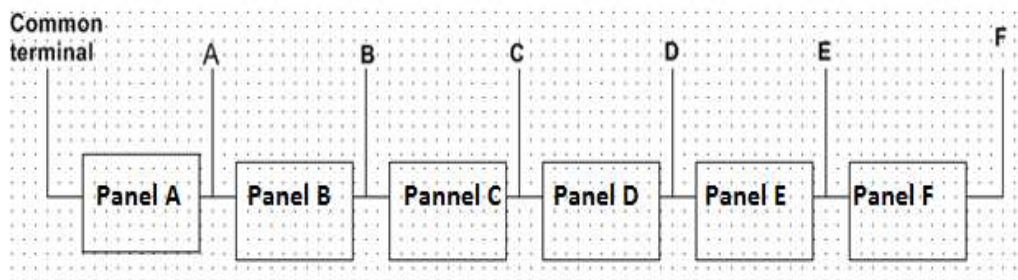 Common
terminal
A
B
C
D
E
F
Panel A
Panel B
Pannel C
Panel D
Panel E
Panel F